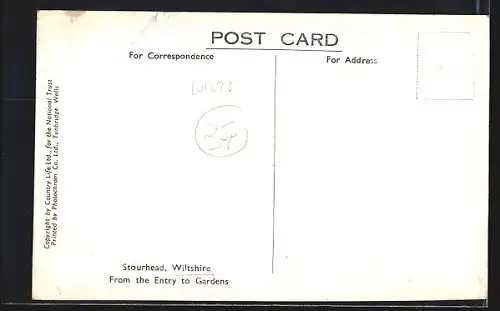 POST CARD
For Correspondence
For Address
Copyright by Country Life Ltd., for the National Trust
Printed by Photochrom Co. Ltd., Tunbridge Wells
Stourhead, Wiltshire
From the Entry to Gardens